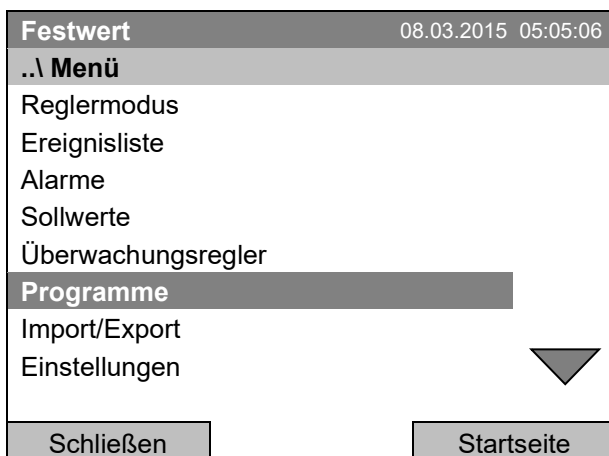 Festwert 08.03.2015 05:05:06
..\ Menü
Reglermodus
Ereignisliste
Alarme
Sollwerte
Überwachungsregler
Programme
Import/Export
Einstellungen
Schließen Startseite